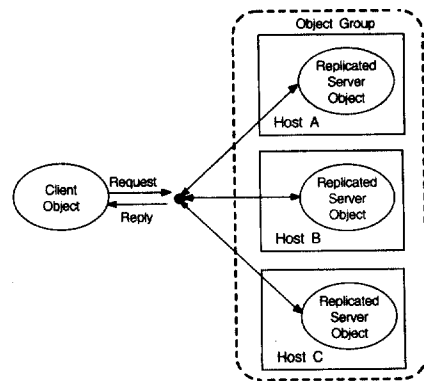 Object Group
Replicated
Server
Object
Host A
Client
Object
Request
Reply
Replicated
Server
Object
Host B
Replicated
Server
Object
Host C